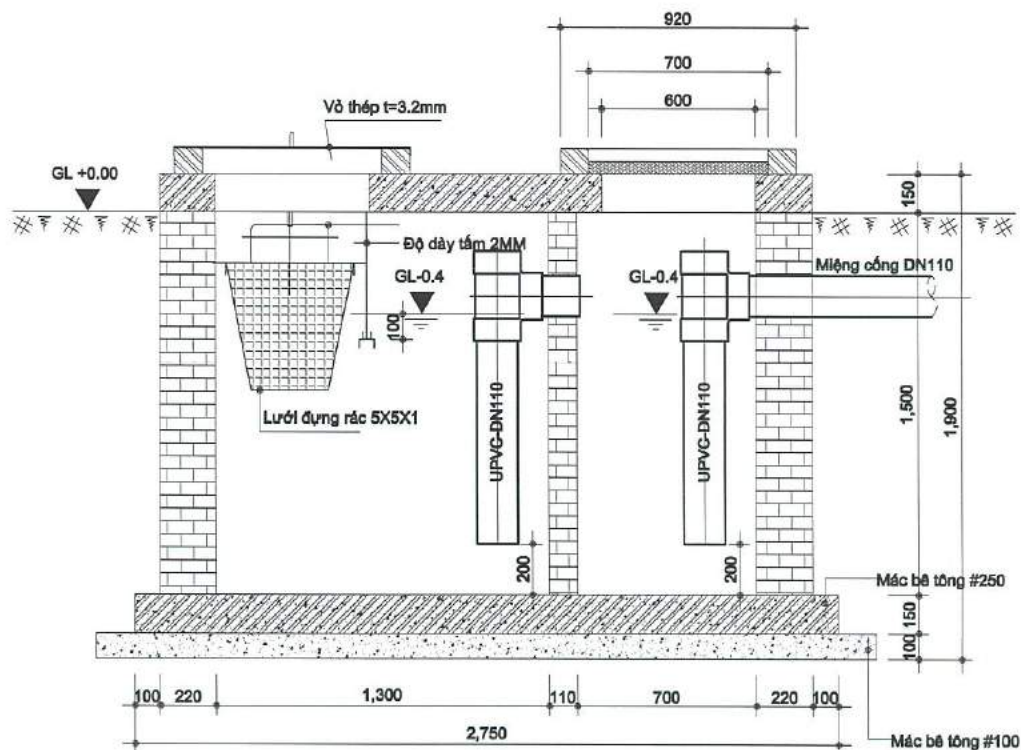 920
700
600
Vỏ thép t=3.2mm
GL +0.00
150
Độ dày tấm 2MM
GL-0.4
GL-0.4
Miệng cống DN110
100
Lưới đựng rác 5X5X1
UPVC-DN110
UPVC-DN110
1,500
1,900
200
200
Mác bê tông #250
150
100
100
220
1,300
110
700
220
100
2,750
Mác bê tông #100